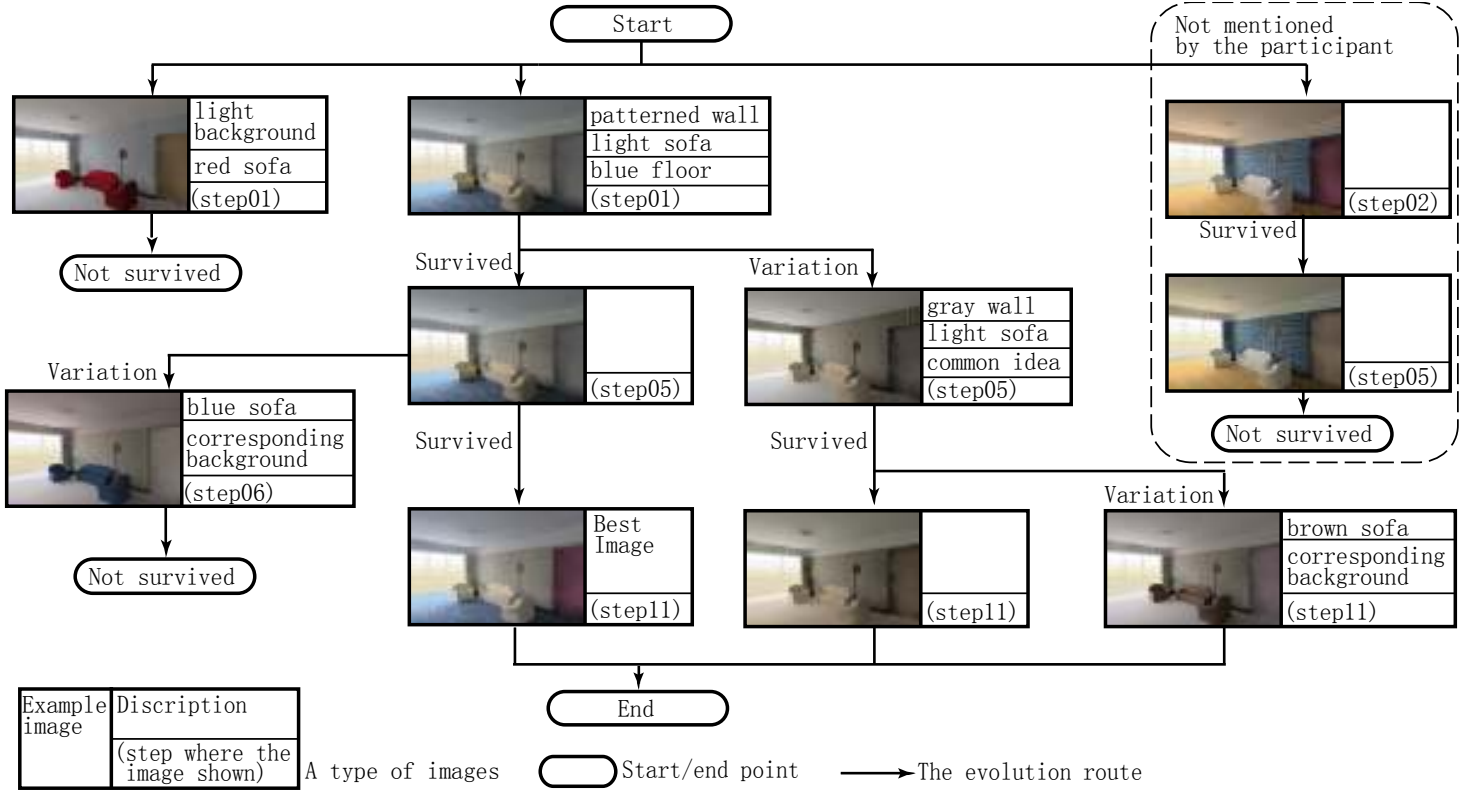 Start
Not mentioned
by the participant
light
background
red sofa
(step01)
patterned wall
light sofa
blue floor
(step01)
(step02)
Not survived
Survived
Variation
Survived
(step05)
gray wall
light sofa
common idea
(step05)
(step05)
Not survived
Variation
blue sofa
corresponding
background
(step06)
Not survived
Survived
Survived
Variation
Best
Image
(step11)
(step11)
brown sofa
corresponding
background
(step11)
End
Example
image
Discription
(step where the
image shown)
A type of images
Start/end point
The evolution route